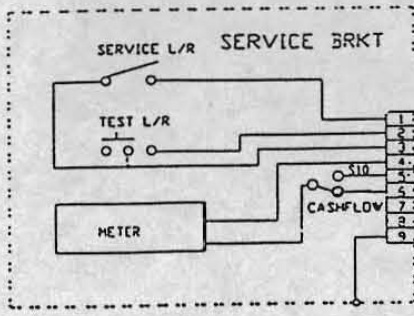 SERVICE L/R
SERVICE BRKT
TEST L/R
1
2
3
4
S10
5
6
CASHFLOW
7
METER
8
9